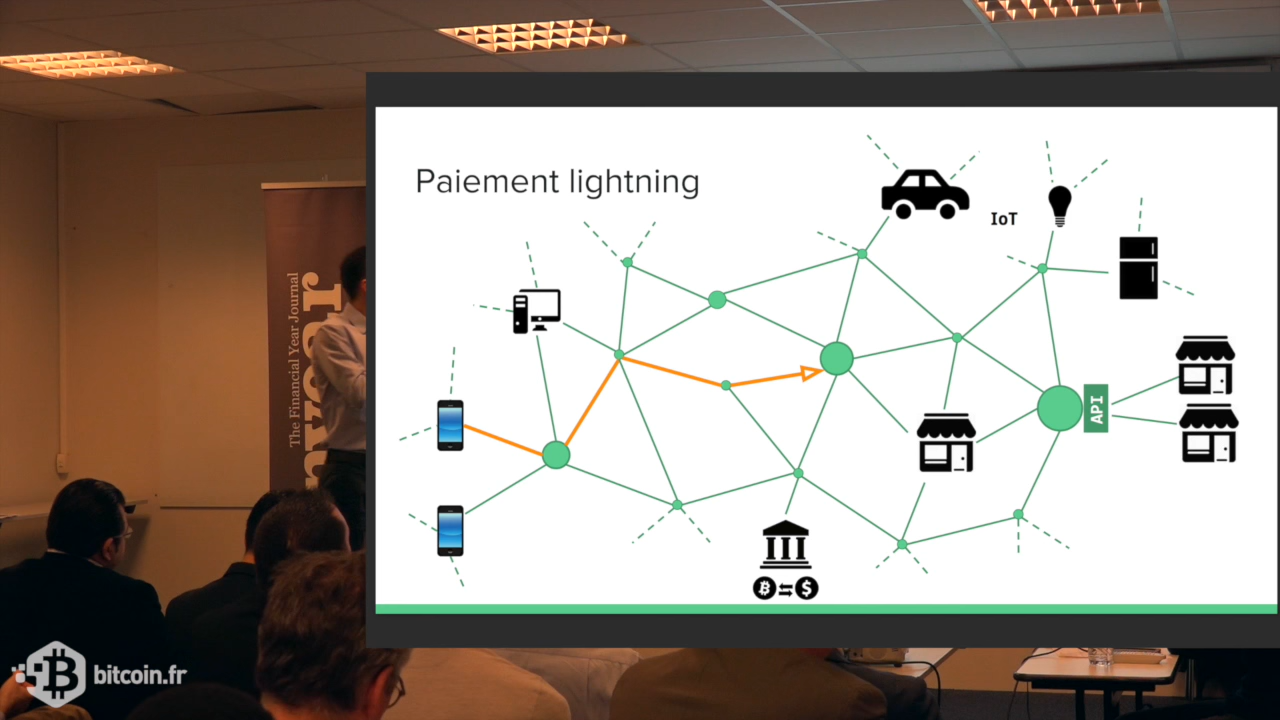 Paiement lightning
IoT
API
The Financial Year Journal
bitcoin.fr